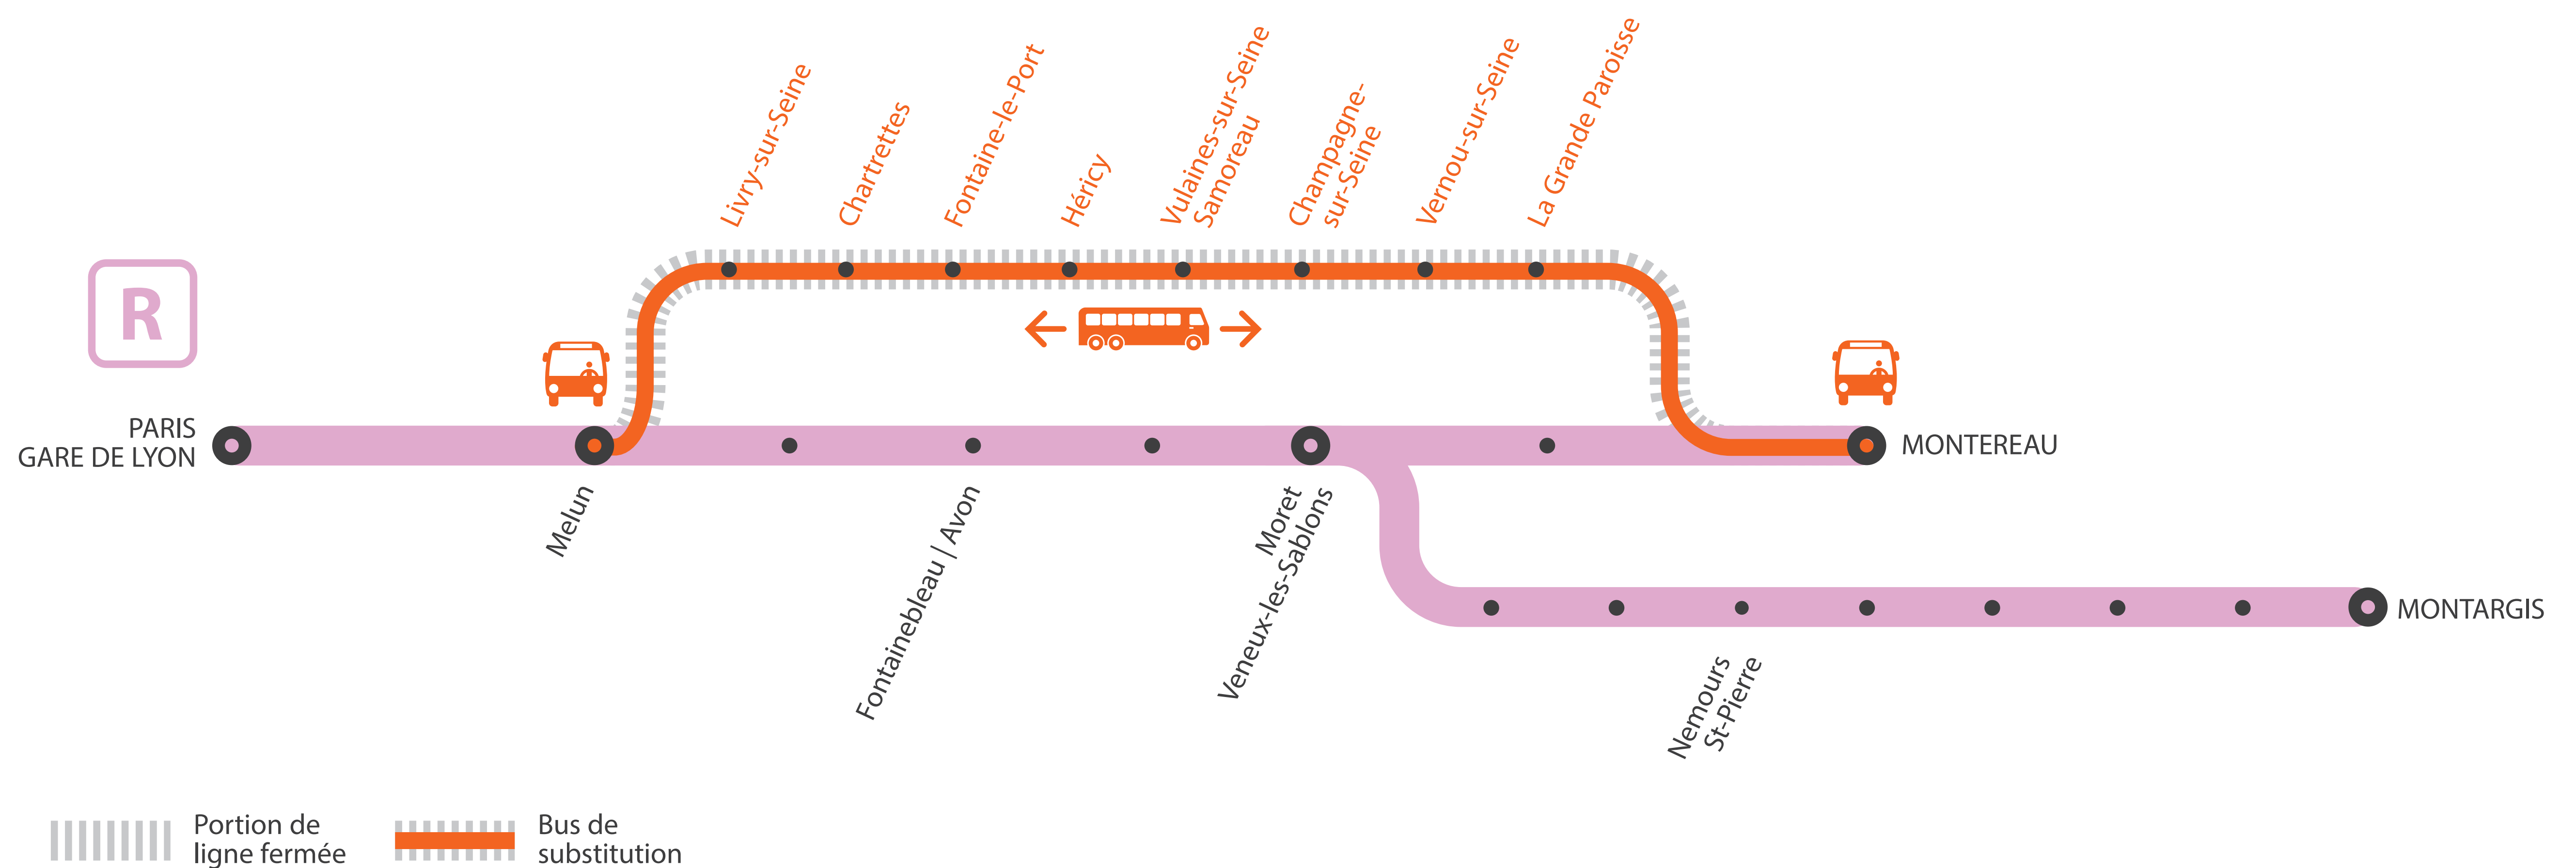 Livry-sur-Seine
Chartrettes
Fontaine-le-Port
Héricy
Vulaines-sur-Seine
Samoreau
Champagne-
sur-Seine
Vernou-sur-Seine
La Grande Paroisse
R
PARIS
GARE DE LYON
MONTEREAU
Melun
Fontainebleau | Avon
Moret
Veneux-les-Sablons
MONTARGIS
Nemours
St-Pierre
Portion de
ligne fermée
Bus de
substitution